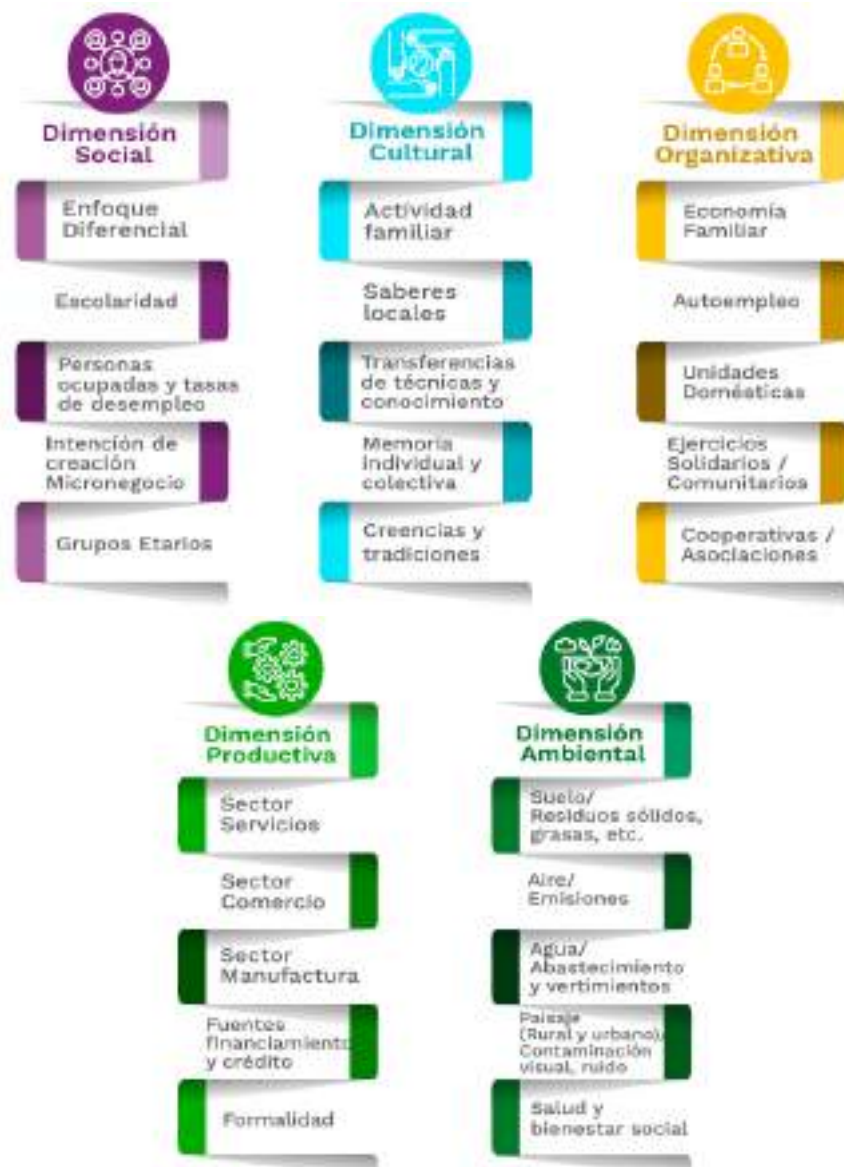 Dimensión
Social
Enfoque
Diferencial
Escolaridad
Personas
ocupadas y tasas
de desempleo
Intención de
creación
Micronegocio
Grupos Etarios
Dimensión
Cultural
Actividad
familiar
Saberes
locales
Transferencias
de técnicas y
conocimiento
Memoria
individual y
colectiva
Creencias y
tradiciones
Dimensión
Organizativa
Economía
Familiar
Autoempleo
Unidades
Domésticas
Ejercicios
Solidarios /
Comunitarios
Cooperativas /
Asociaciones
Dimensión
Productiva
Sector
Servicios
Sector
Comercio
Sector
Manufactura
Fuentes
financiamiento
y crédito
Formalidad
Dimensión
Ambiental
Suelo/
Residuos sólidos,
grasas, etc.
Aire/
Emisiones
Agua/
Abastecimiento
y vertimientos
Paisaje
(Rural y urbano)/
Contaminación
visual, ruido
Salud y
bienestar social